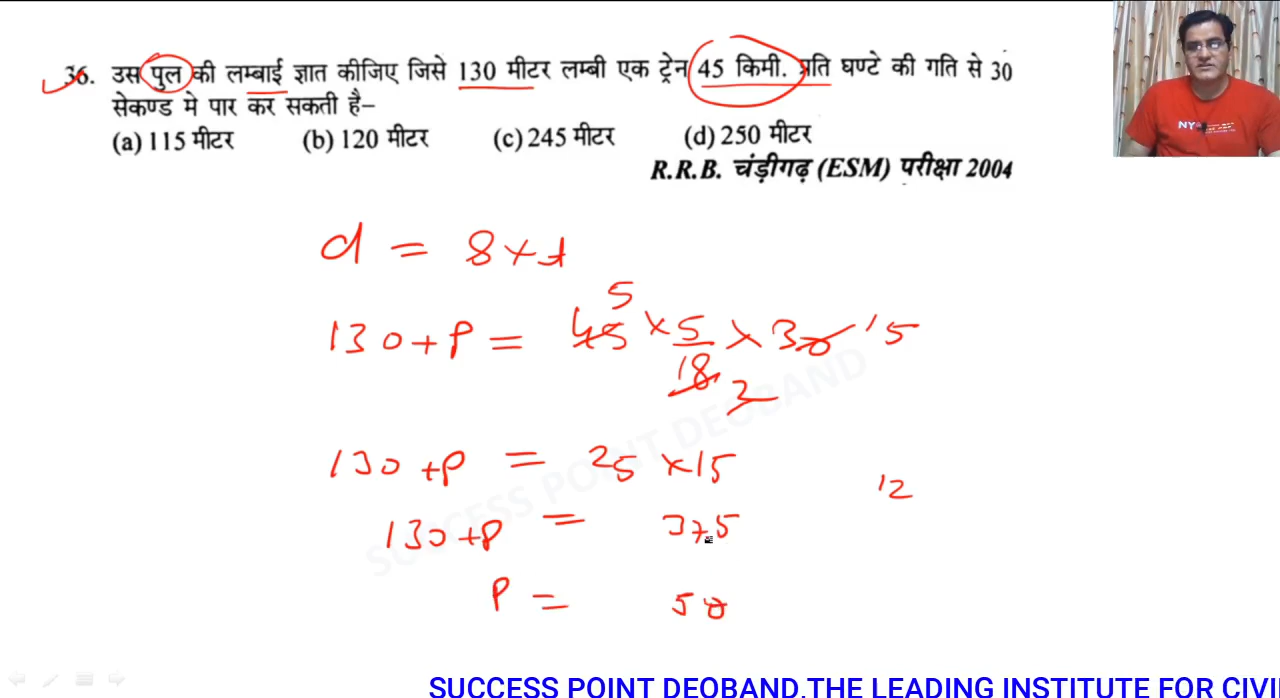 36. उस पुल की लम्बाई ज्ञात कीजिए जिसे 130 मीटर लम्बी एक ट्रेन 45 किमी. प्रति घण्टे की गति से 30
सेकण्ड मे पार कर सकती है–
(a) 115 मीटर (b) 120 मीटर (c) 245 मीटर (d) 250 मीटर
R.R.B. चंड़ीगढ़ (ESM) परीक्षा 2004
d = 8 × t
5
130 + P = 45 × 5/18 × 30 15
2
130 + P = 25 × 15
12
130 + P = 375
P = 50
SUCCESS POINT DEOBAND
SUCCESS POINT DEOBAND,THE LEADING INSTITUTE FOR CIVI